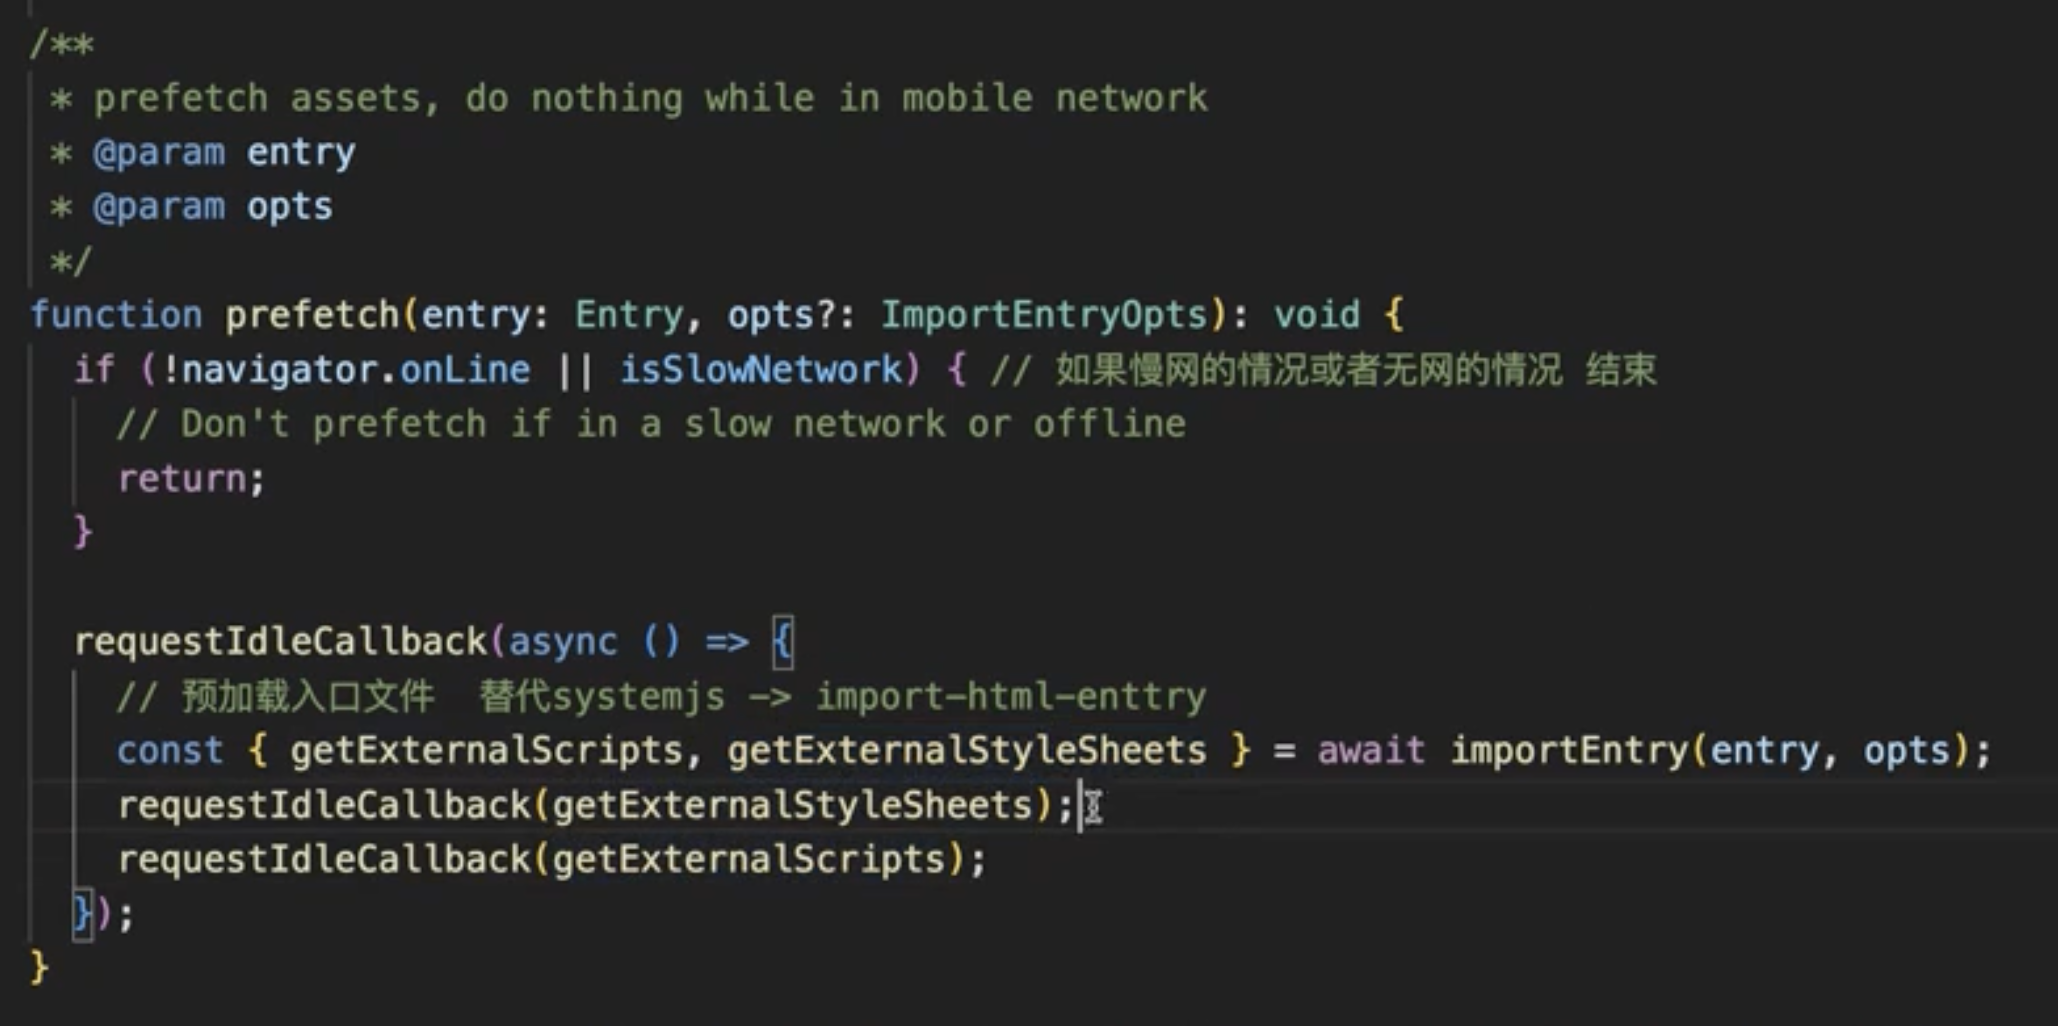 /**
 * prefetch assets, do nothing while in mobile network
 * @param entry
 * @param opts
 */
function prefetch(entry: Entry, opts?: ImportEntryOpts): void {
  if (!navigator.onLine || isSlowNetwork) { // 如果慢网的情况或者无网的情况 结束
    // Don't prefetch if in a slow network or offline
    return;
  }
  requestIdleCallback(async () => {
    // 预加载入口文件  替代systemjs -> import-html-enttry
    const { getExternalScripts, getExternalStyleSheets } = await importEntry(entry, opts);
    requestIdleCallback(getExternalStyleSheets);
    requestIdleCallback(getExternalScripts);
  });
}